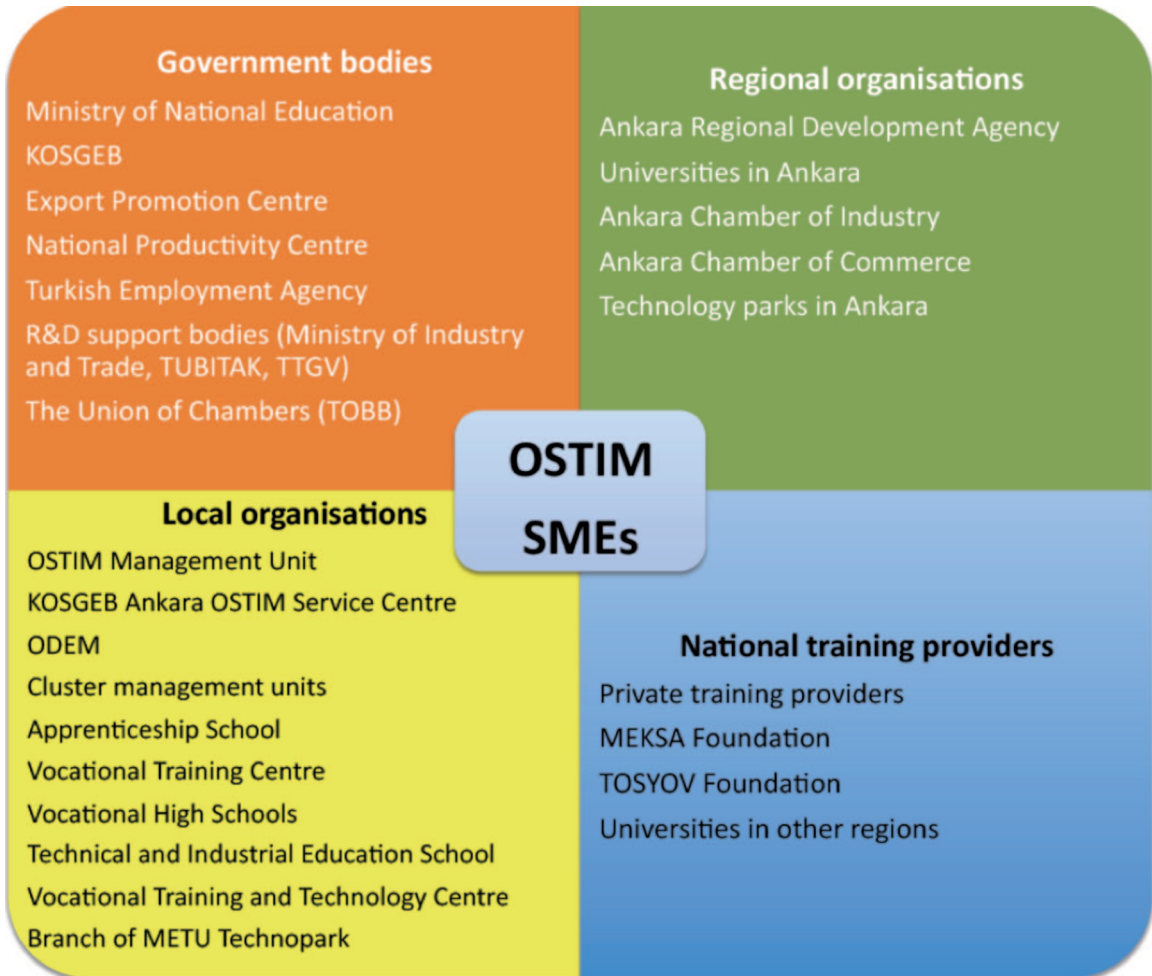 Government bodies
Ministry of National Education
KOSGEB
Export Promotion Centre
National Productivity Centre
Turkish Employment Agency
R&D support bodies (Ministry of Industry
and Trade, TUBITAK, TTGV)
The Union of Chambers (TOBB)
Regional organisations
Ankara Regional Development Agency
Universities in Ankara
Ankara Chamber of Industry
Ankara Chamber of Commerce
Technology parks in Ankara
OSTIM
SMEs
Local organisations
OSTIM Management Unit
KOSGEB Ankara OSTIM Service Centre
ODEM
Cluster management units
Apprenticeship School
Vocational Training Centre
Vocational High Schools
Technical and Industrial Education School
Vocational Training and Technology Centre
Branch of METU Technopark
National training providers
Private training providers
MEKSA Foundation
TOSYOV Foundation
Universities in other regions